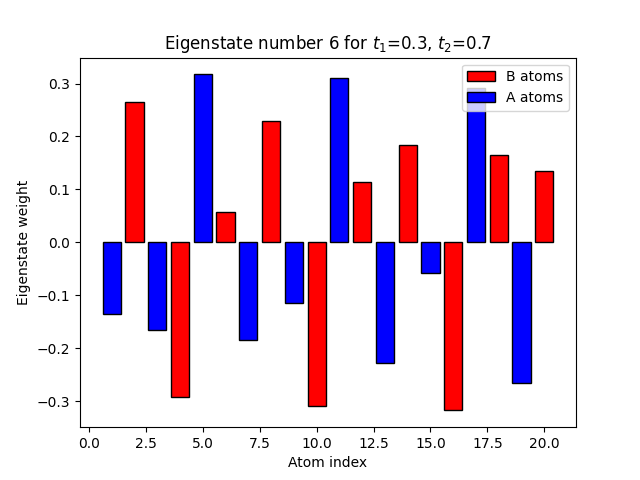 Eigenstate number 6 for t₁=0.3, t₂=0.7
B atoms
A atoms
0.3
0.2
0.1
0.0
−0.1
−0.2
−0.3
Eigenstate weight
0.0 2.5 5.0 7.5 10.0 12.5 15.0 17.5 20.0
Atom index